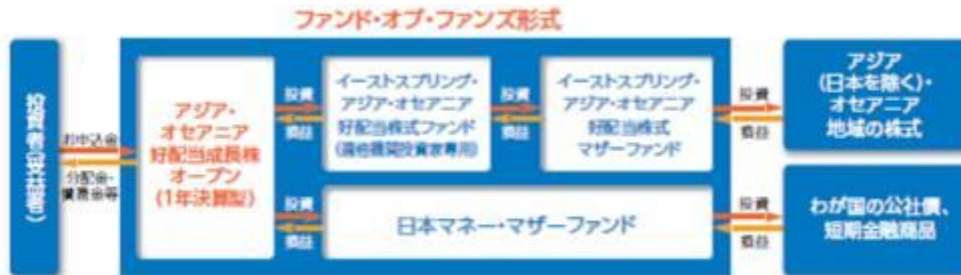 ファンド・オブ・ファンズ形式
投資者(受益者)
お申込金
分配金・
償還金等
アジア・
オセアニア
好配当成長株
オープン
(1年決算型)
投資
損益
イーストスプリング・
アジア・オセアニア
好配当株式ファンド
(適格機関投資家専用)
投資
損益
イーストスプリング・
アジア・オセアニア
好配当株式
マザーファンド
投資
損益
アジア
(日本を除く)・
オセアニア
地域の株式
投資
損益
日本マネー・マザーファンド
投資
損益
わが国の公社債、
短期金融商品